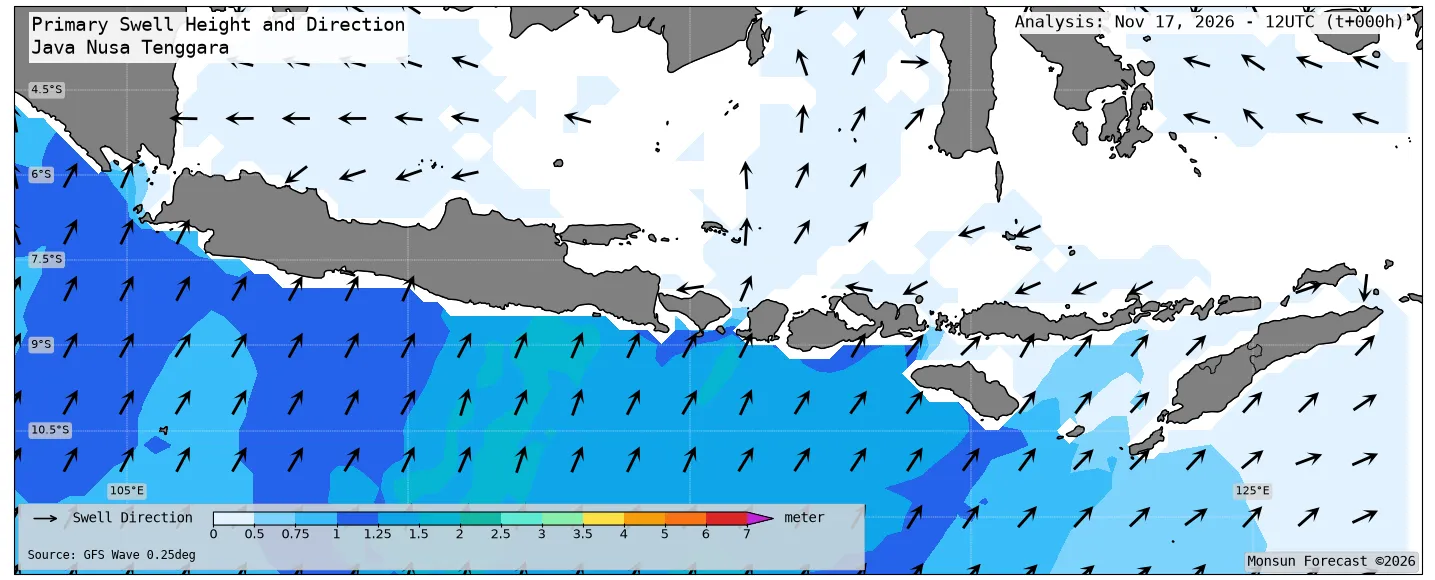 Primary Swell Height and Direction
Java Nusa Tenggara
Analysis: Nov 17, 2026 - 12UTC (t+000h)
4.5°S
6°S
7.5°S
9°S
10.5°S
105°E
125°E
Swell Direction
meter
0 0.5 0.75 1 1.25 1.5 2 2.5 3 3.5 4 5 6 7
Source: GFS Wave 0.25deg
Monsun Forecast ©2026